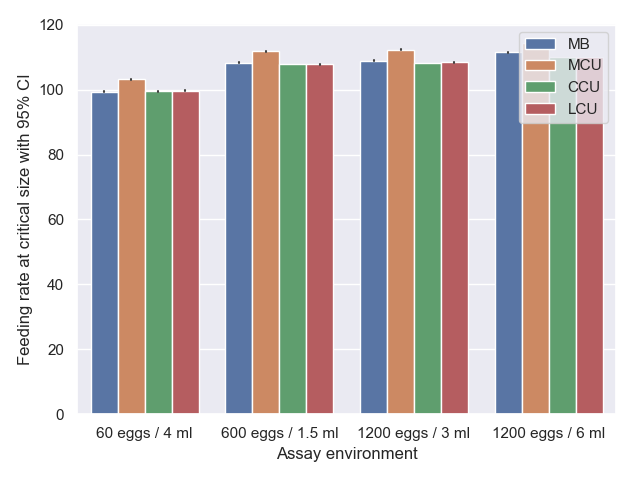 Feeding rate at critical size with 95% CI
120
100
80
60
40
20
0
MB
MCU
CCU
LCU
60 eggs / 4 ml
600 eggs / 1.5 ml
1200 eggs / 3 ml
1200 eggs / 6 ml
Assay environment